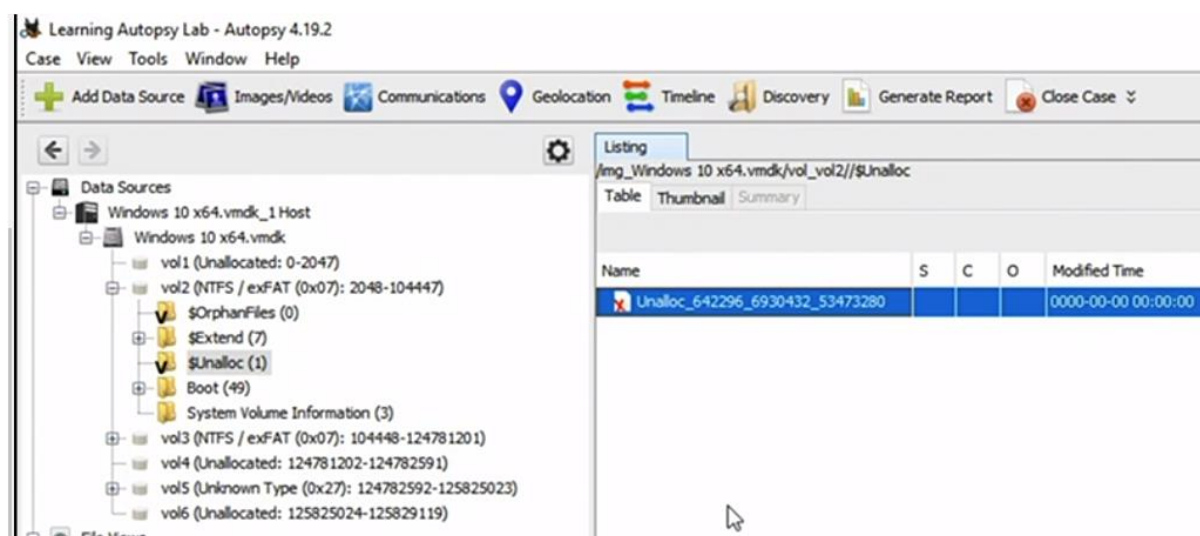 Learning Autopsy Lab - Autopsy 4.19.2
Case View Tools Window Help
Add Data Source Images/Videos Communications Geolocation Timeline Discovery Generate Report Close Case
Data Sources
Windows 10 x64.vmdk_1 Host
Windows 10 x64.vmdk
vol1 (Unallocated: 0-2047)
vol2 (NTFS / exFAT (0x07): 2048-104447)
$OrphanFiles (0)
$Extend (7)
$Unalloc (1)
Boot (49)
System Volume Information (3)
vol3 (NTFS / exFAT (0x07): 104448-124781201)
vol4 (Unallocated: 124781202-124782591)
vol5 (Unknown Type (0x27): 124782592-125825023)
vol6 (Unallocated: 125825024-125829119)
File Views
Listing
/img_Windows 10 x64.vmdk/vol_vol2//$Unalloc
Table Thumbnail Summary
Name S C O Modified Time
Unalloc_642296_6930432_53473280 0000-00-00 00:00:00